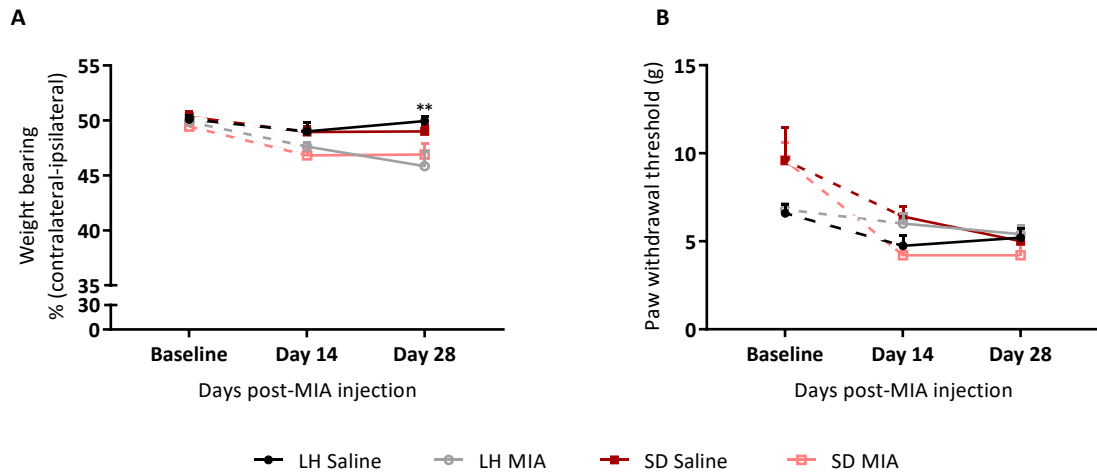 A
B
Weight bearing
% (contralateral-ipsilateral)
55
50
45
40
35
30
0
**
Baseline
Day 14
Day 28
Days post-MIA injection
Paw withdrawal threshold (g)
15
10
5
0
Baseline
Day 14
Day 28
Days post-MIA injection
LH Saline
LH MIA
SD Saline
SD MIA